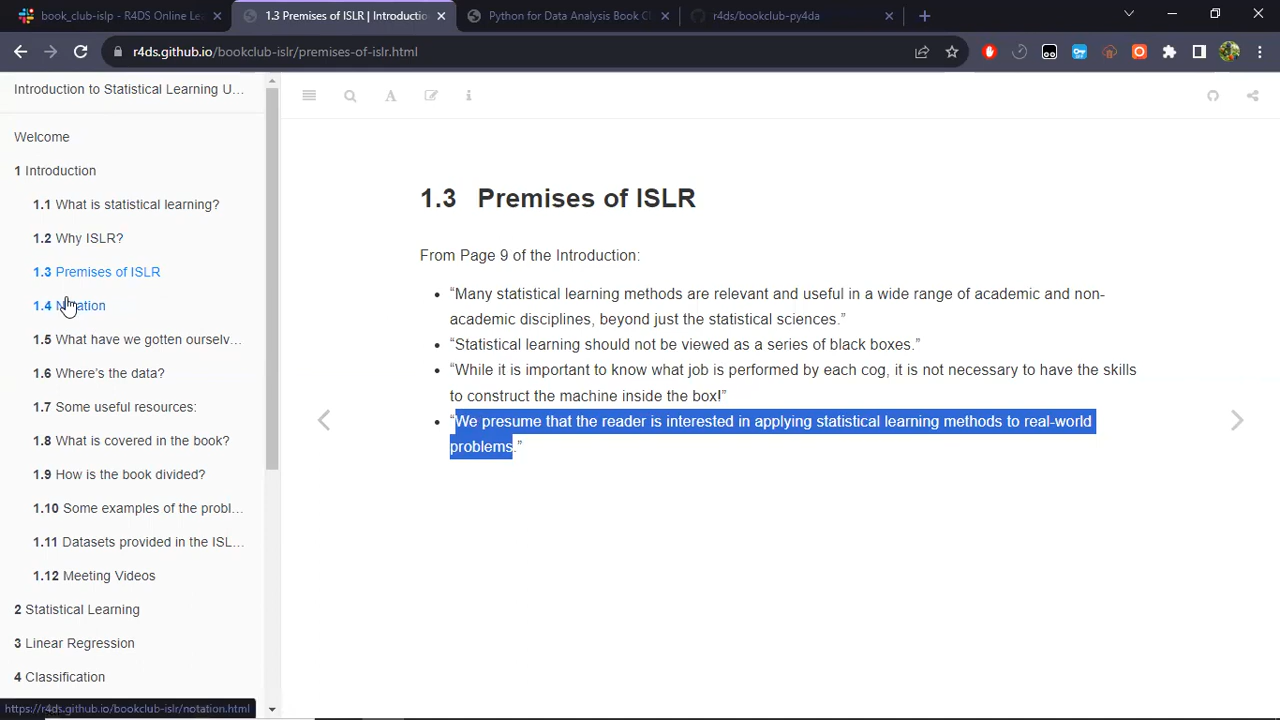 book_club-islp - R4DS Online Le
1.3 Premises of ISLR | Introductio
Python for Data Analysis Book C
r4ds/bookclub-py4da
r4ds.github.io/bookclub-islr/premises-of-islr.html
Introduction to Statistical Learning U...
Welcome
1 Introduction
1.1 What is statistical learning?
1.2 Why ISLR?
1.3 Premises of ISLR
1.4 Notation
1.5 What have we gotten ourselv...
1.6 Where's the data?
1.7 Some useful resources:
1.8 What is covered in the book?
1.9 How is the book divided?
1.10 Some examples of the probl...
1.11 Datasets provided in the ISL...
1.12 Meeting Videos
2 Statistical Learning
3 Linear Regression
4 Classification
https://r4ds.github.io/bookclub-islr/notation.html
1.3 Premises of ISLR
From Page 9 of the Introduction:
• “Many statistical learning methods are relevant and useful in a wide range of academic and non-
academic disciplines, beyond just the statistical sciences.”
• “Statistical learning should not be viewed as a series of black boxes.”
• “While it is important to know what job is performed by each cog, it is not necessary to have the skills
to construct the machine inside the box!”
• “We presume that the reader is interested in applying statistical learning methods to real-world
problems.”